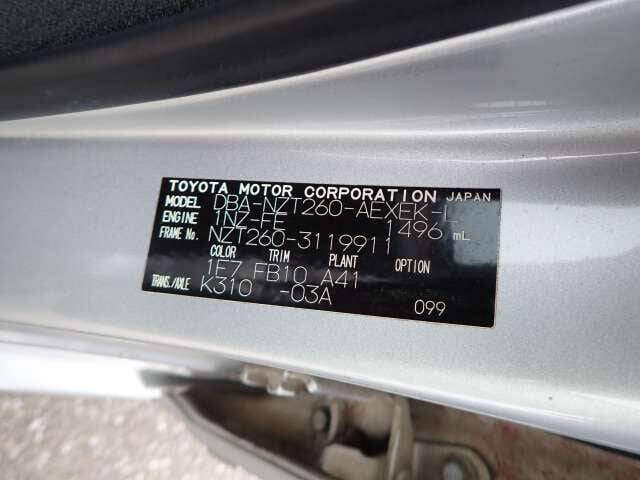 TOYOTA MOTOR CORPORATION JAPAN
MODEL DBA-NZT260-AEXEK-
ENGINE 1NZ-FE 1496 mL
FRAME No. NZT260-3119911
COLOR TRIM PLANT OPTION
1E7 FB10 A41
TRANS./AXLE K310 -03A
099